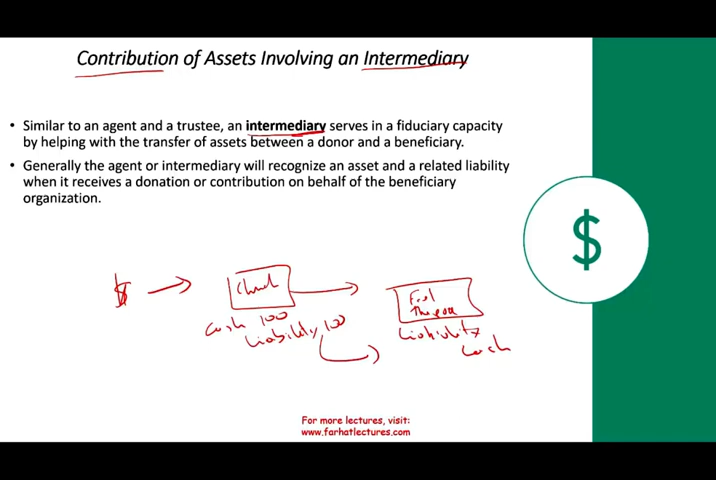 Contribution of Assets Involving an Intermediary
• Similar to an agent and a trustee, an intermediary serves in a fiduciary capacity
by helping with the transfer of assets between a donor and a beneficiary.
• Generally the agent or intermediary will recognize an asset and a related liability
when it receives a donation or contribution on behalf of the beneficiary
organization.
$
$
Church
Cash 100
Liability 100
Feed
The poor
Liability
Cash
For more lectures, visit:
www.farhatlectures.com